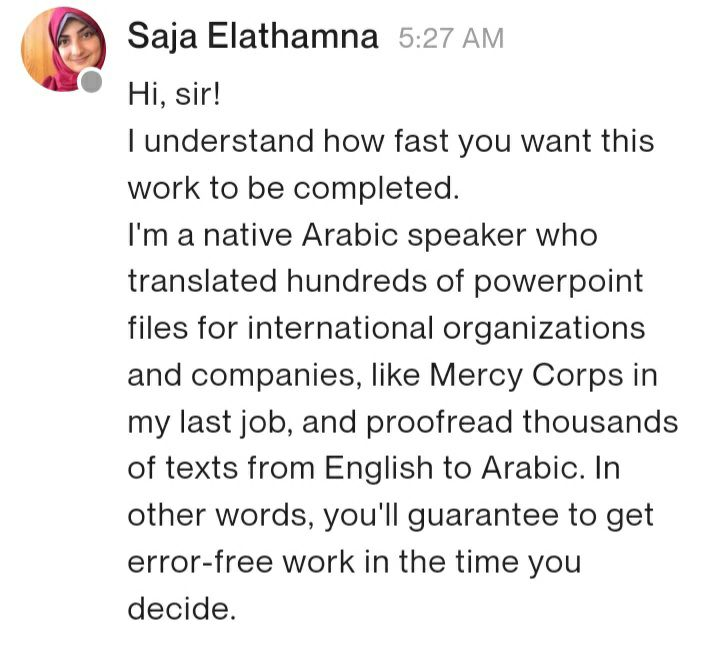 Saja Elathamna 5:27 AM
Hi, sir!
I understand how fast you want this
work to be completed.
I'm a native Arabic speaker who
translated hundreds of powerpoint
files for international organizations
and companies, like Mercy Corps in
my last job, and proofread thousands
of texts from English to Arabic. In
other words, you'll guarantee to get
error-free work in the time you
decide.